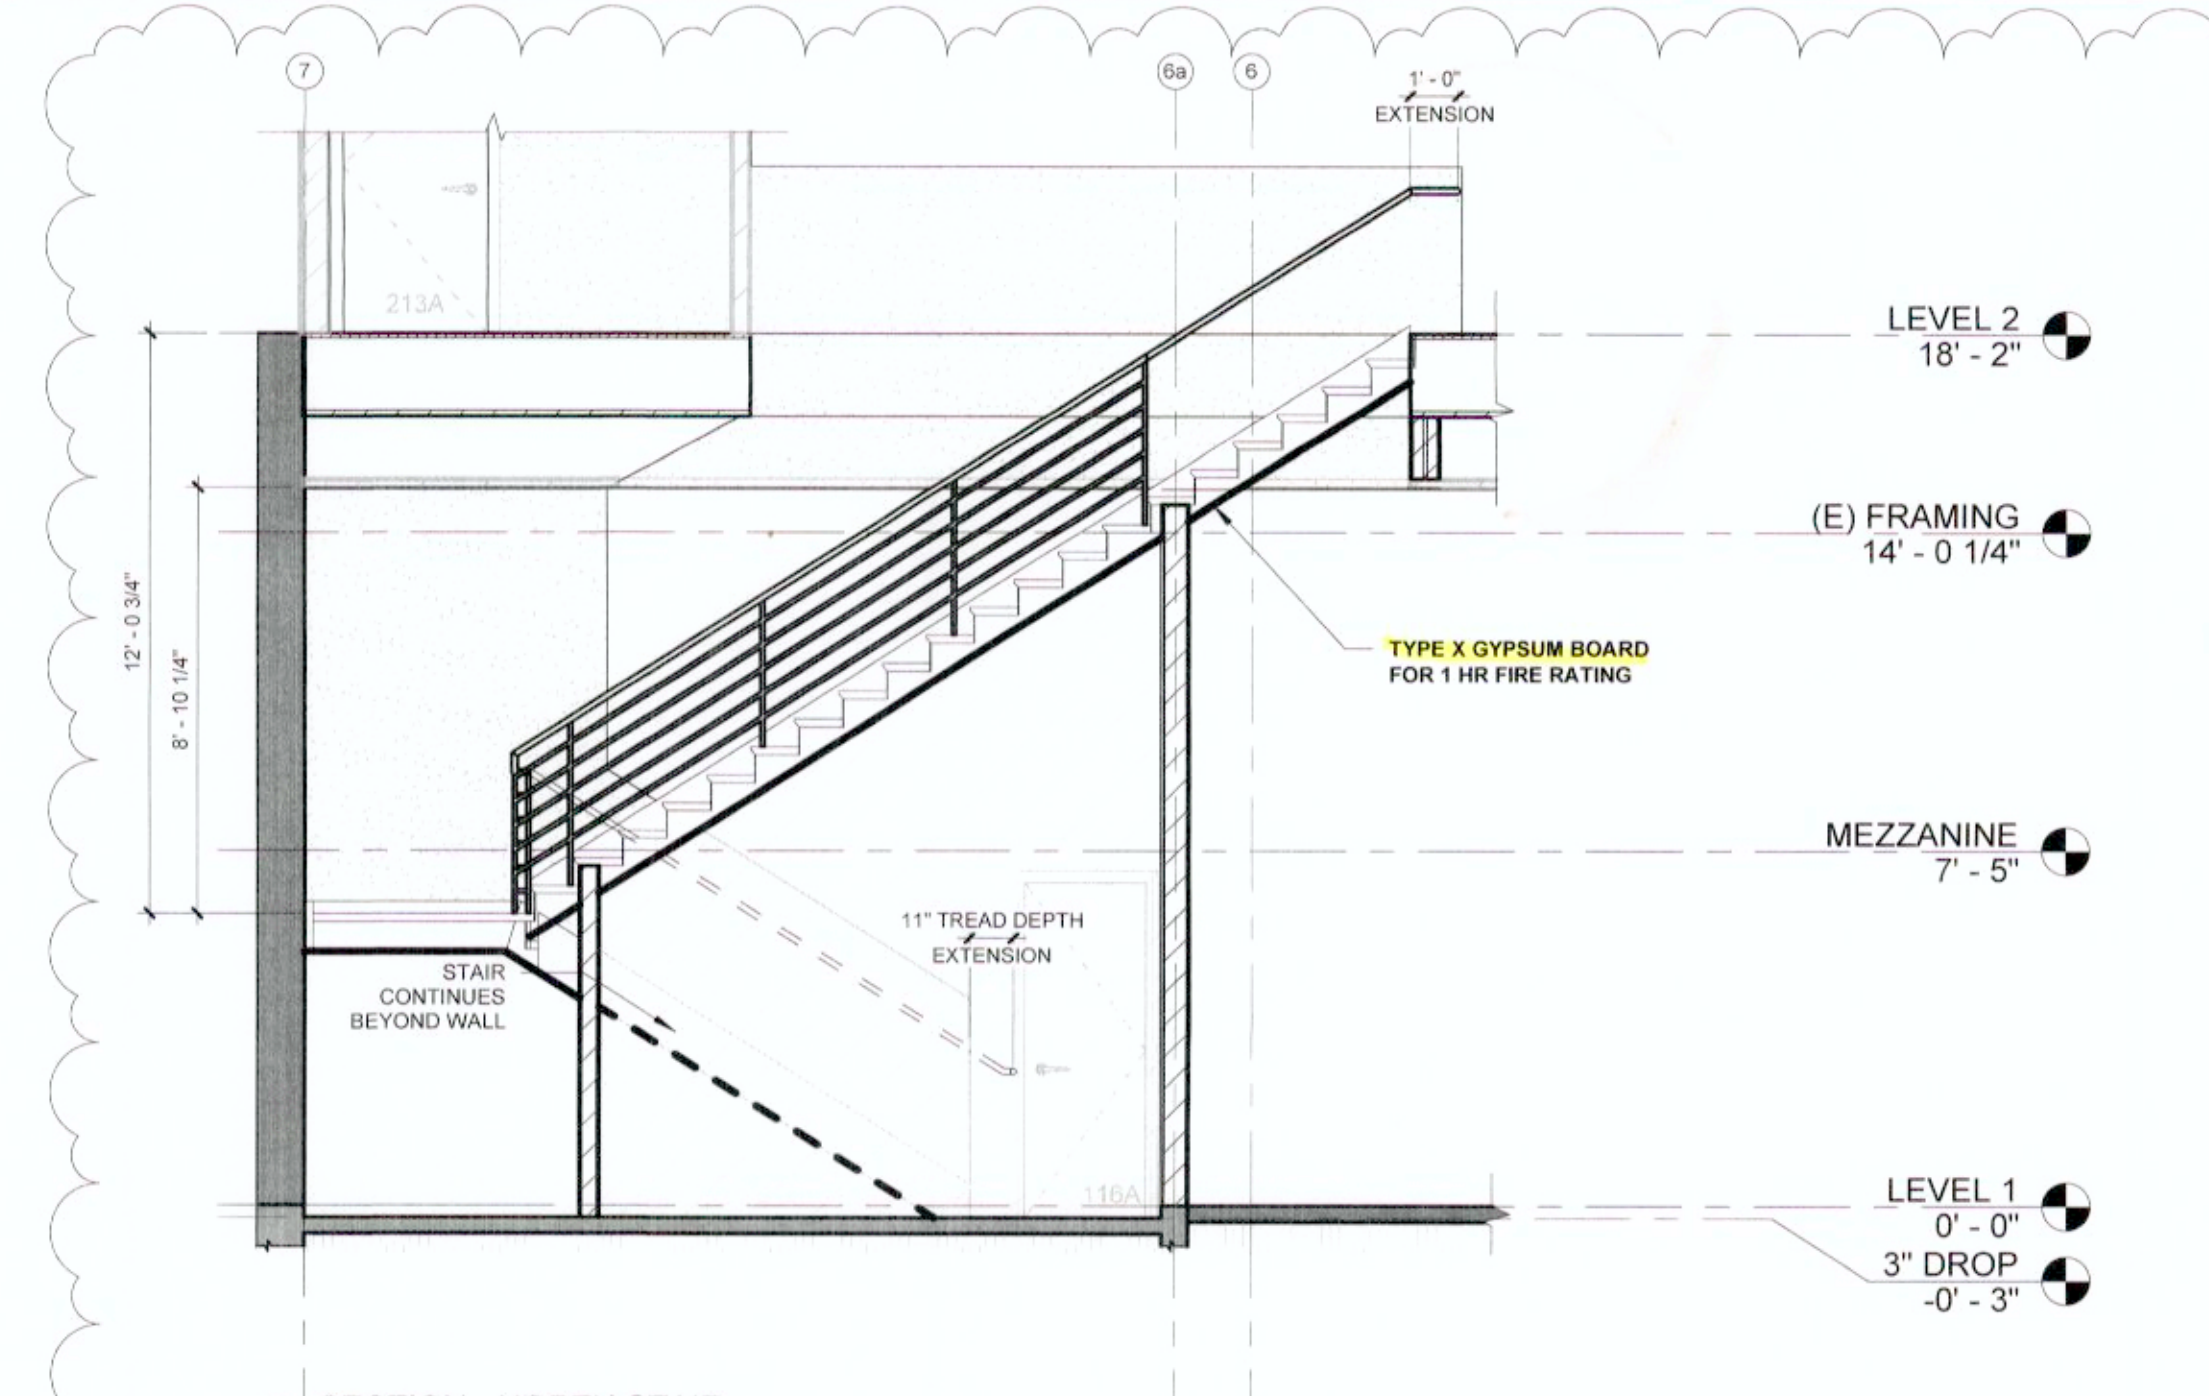 7
6a
6
1' - 0"
EXTENSION
213A
LEVEL 2
18' - 2"
(E) FRAMING
14' - 0 1/4"
12' - 0 3/4"
8' - 10 1/4"
TYPE X GYPSUM BOARD
FOR 1 HR FIRE RATING
MEZZANINE
7' - 5"
11" TREAD DEPTH
EXTENSION
STAIR
CONTINUES
BEYOND WALL
116A
LEVEL 1
0' - 0"
3" DROP
-0' - 3"